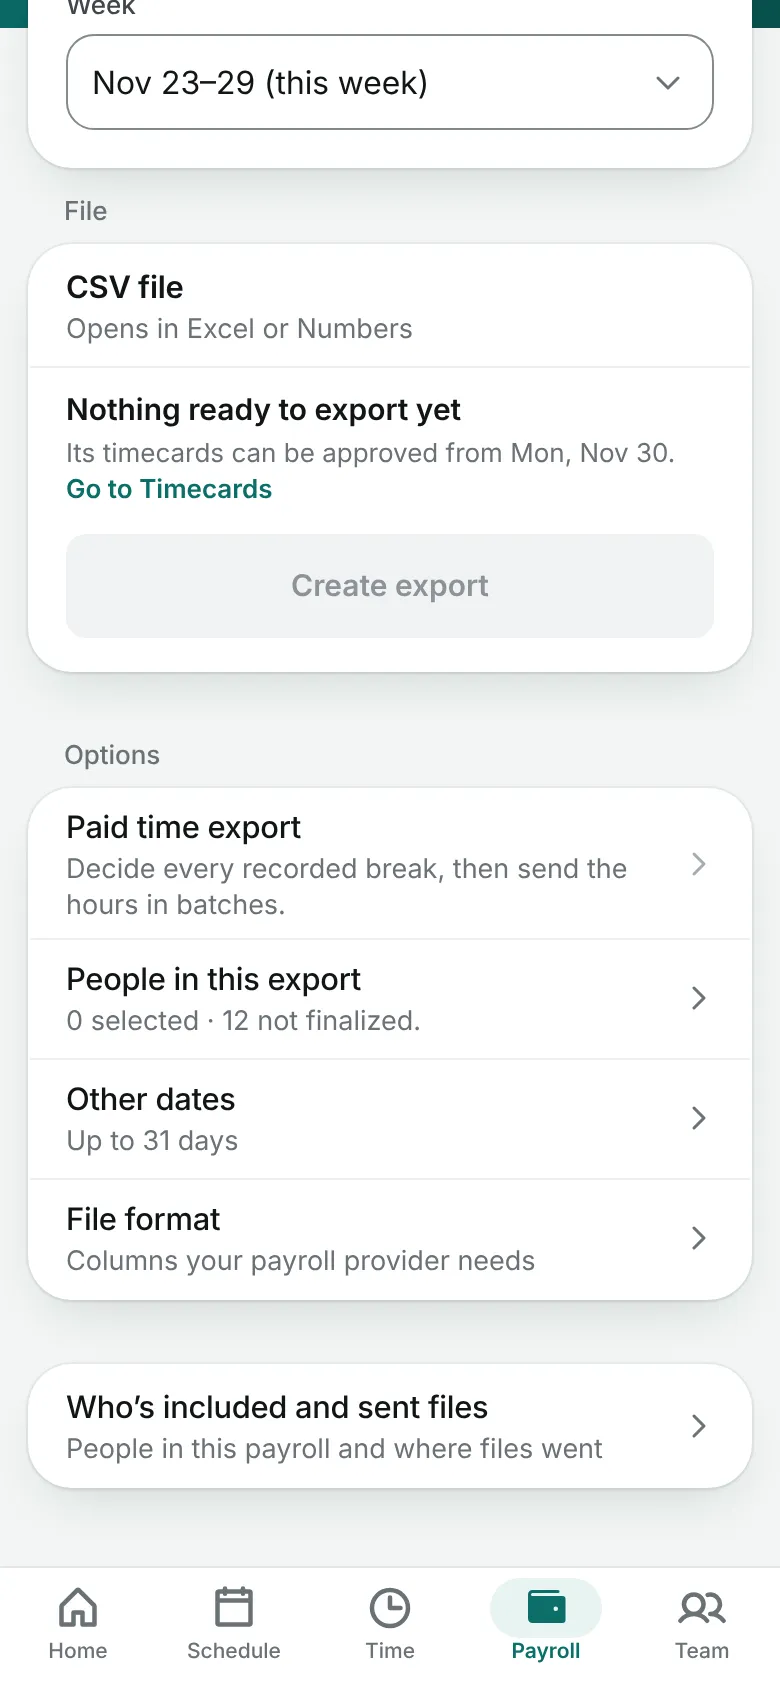 Week
Nov 23–29 (this week)
File
CSV file
Opens in Excel or Numbers
Nothing ready to export yet
Its timecards can be approved from Mon, Nov 30.
Go to Timecards
Create export
Options
Paid time export
Decide every recorded break, then send the
hours in batches.
People in this export
0 selected · 12 not finalized.
Other dates
Up to 31 days
File format
Columns your payroll provider needs
Who’s included and sent files
People in this payroll and where files went
Home
Schedule
Time
Payroll
Team